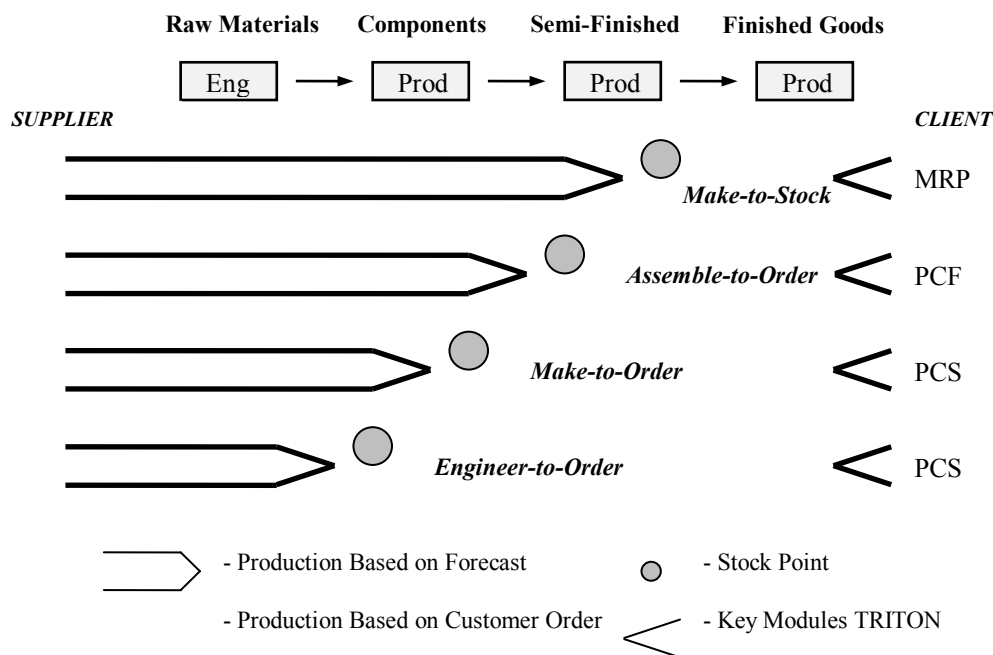 Raw Materials Components Semi-Finished Finished Goods
Eng Prod Prod Prod
SUPPLIER CLIENT
Make-to-Stock MRP
Assemble-to-Order PCF
Make-to-Order PCS
Engineer-to-Order PCS
- Production Based on Forecast - Stock Point
- Production Based on Customer Order - Key Modules TRITON